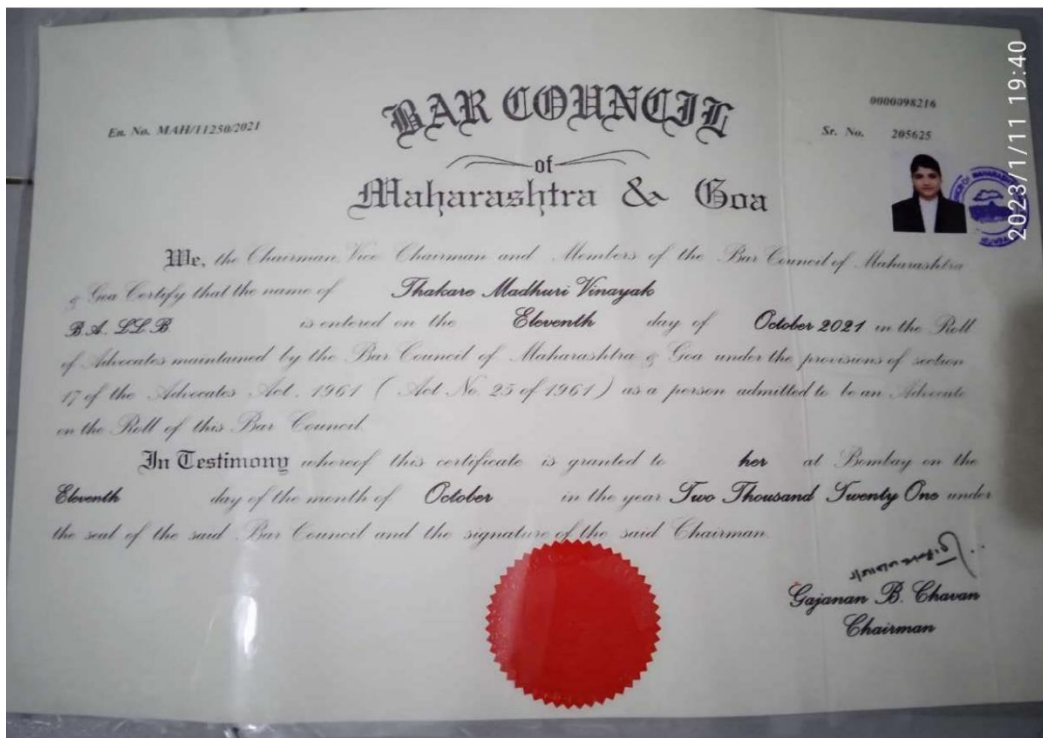 En. No. MAH/11250/2021
0000098216
Sr. No. 205625
BAR COUNCIL
of
Maharashtra & Goa
We, the Chairman, Vice Chairman and Members of the Bar Council of Maharashtra
& Goa Certify that the name of Thakare Madhuri Vinayak
B.A. LL.B is entered on the Eleventh day of October 2021 in the Roll
of Advocates maintained by the Bar Council of Maharashtra & Goa under the provisions of section
17 of the Advocates Act, 1961 ( Act No. 25 of 1961 ) as a person admitted to be an Advocate
on the Roll of this Bar Council.
In Testimony whereof this certificate is granted to her at Bombay on the
Eleventh day of the month of October in the year Two Thousand Twenty One under
the seal of the said Bar Council and the signature of the said Chairman.
Gajanan B. Chavan
Chairman
2023/1/11 19:40